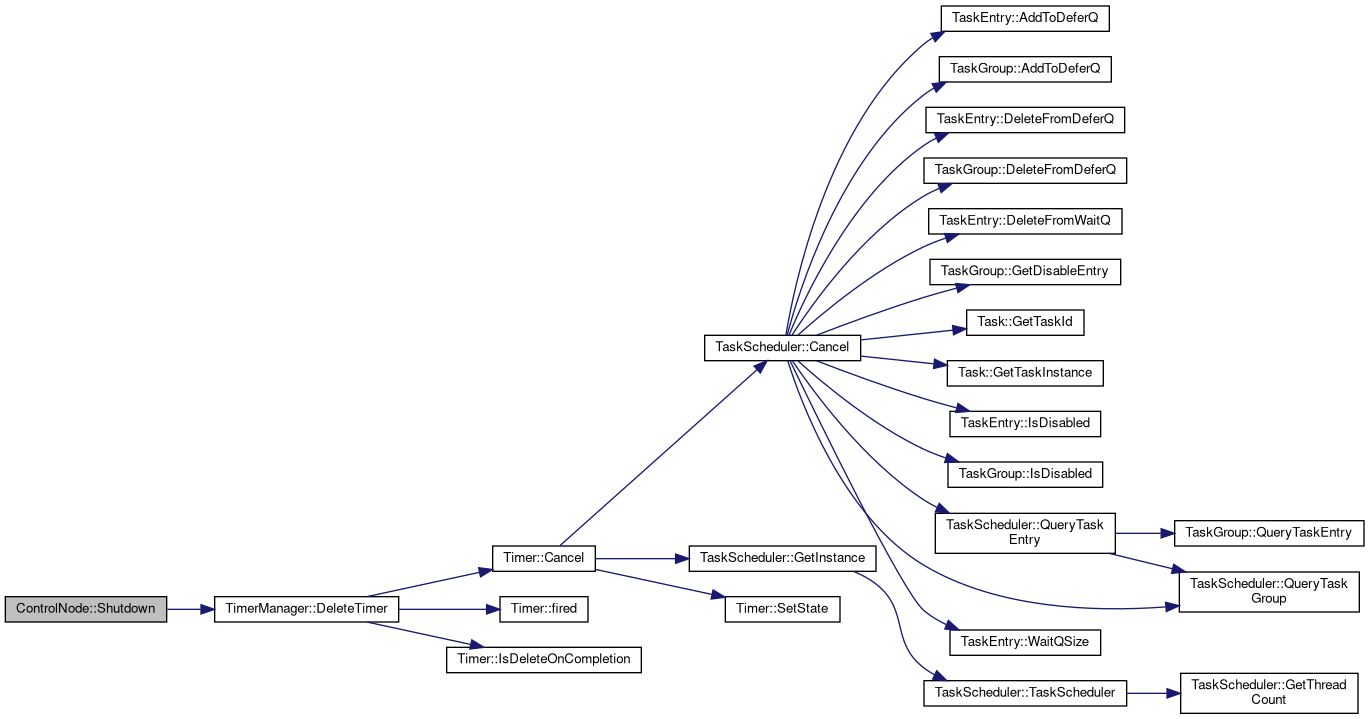 TaskEntry::AddToDeferQ
TaskGroup::AddToDeferQ
TaskEntry::DeleteFromDeferQ
TaskGroup::DeleteFromDeferQ
TaskEntry::DeleteFromWaitQ
TaskGroup::GetDisableEntry
Task::GetTaskId
TaskScheduler::Cancel
Task::GetTaskInstance
TaskEntry::IsDisabled
TaskGroup::IsDisabled
TaskScheduler::QueryTask
Entry
TaskGroup::QueryTaskEntry
Timer::Cancel
TaskScheduler::GetInstance
TaskScheduler::QueryTask
Group
ControlNode::Shutdown
TimerManager::DeleteTimer
Timer::fired
Timer::SetState
TaskEntry::WaitQSize
Timer::IsDeleteOnCompletion
TaskScheduler::TaskScheduler
TaskScheduler::GetThread
Count